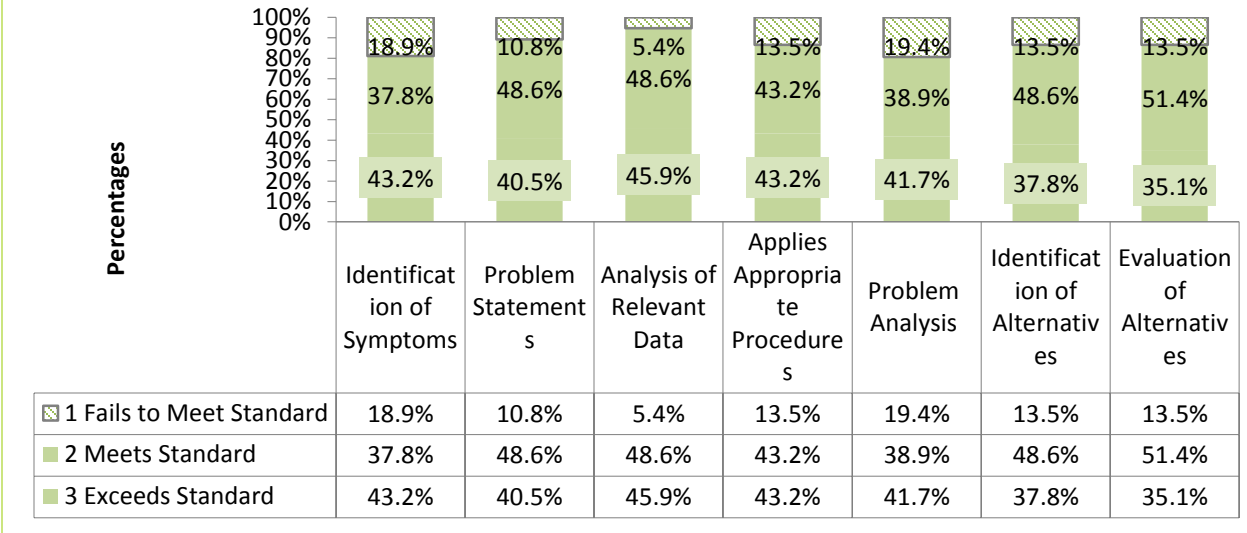 100%
90%
80%
70%
60%
50%
40%
30%
20%
10%
0%
Percentages
18.9% 10.8% 5.4% 13.5% 19.4% 13.5% 13.5%
37.8% 48.6% 48.6% 43.2% 38.9% 48.6% 51.4%
43.2% 40.5% 45.9% 43.2% 41.7% 37.8% 35.1%
Identificat
ion of
Symptoms
Problem
Statement
s
Analysis of
Relevant
Data
Applies
Appropria
te
Procedure
s
Problem
Analysis
Identificat
ion of
Alternativ
es
Evaluation
of
Alternativ
es
1 Fails to Meet Standard 18.9% 10.8% 5.4% 13.5% 19.4% 13.5% 13.5%
2 Meets Standard 37.8% 48.6% 48.6% 43.2% 38.9% 48.6% 51.4%
3 Exceeds Standard 43.2% 40.5% 45.9% 43.2% 41.7% 37.8% 35.1%